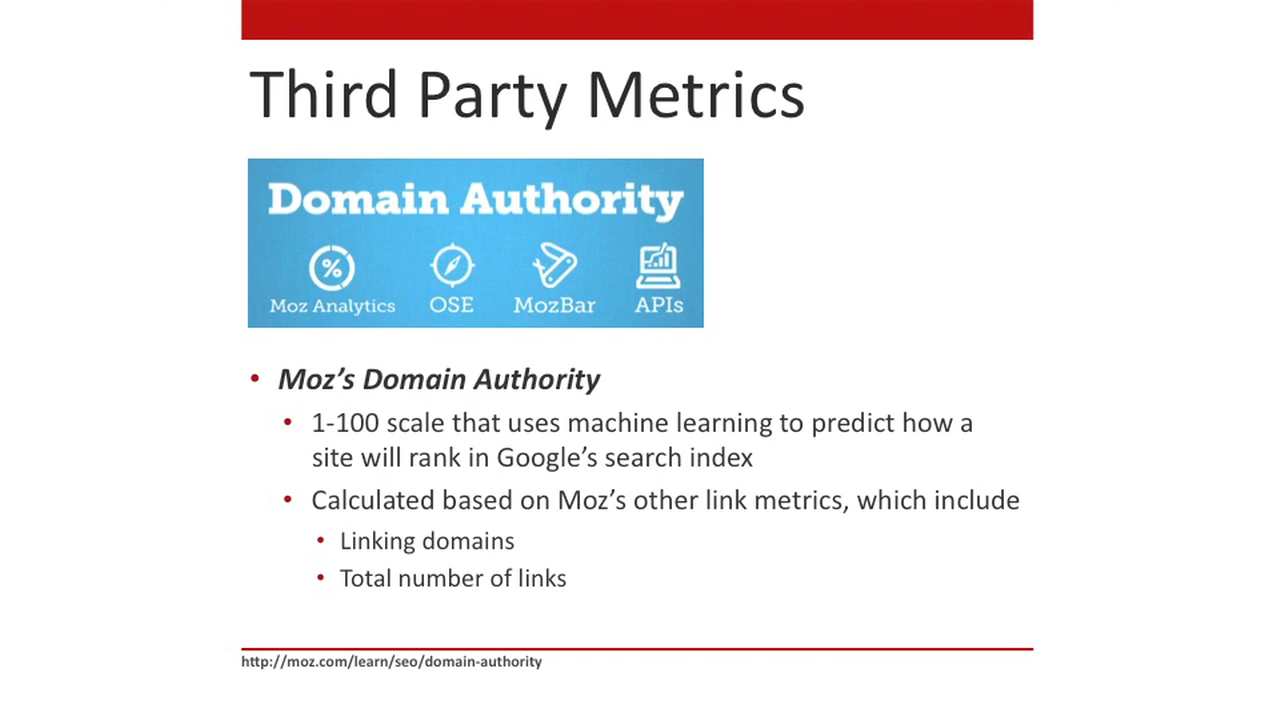 Third Party Metrics
Domain Authority
Moz Analytics OSE MozBar APIs
• Moz’s Domain Authority
• 1-100 scale that uses machine learning to predict how a
site will rank in Google’s search index
• Calculated based on Moz’s other link metrics, which include
• Linking domains
• Total number of links
http://moz.com/learn/seo/domain-authority